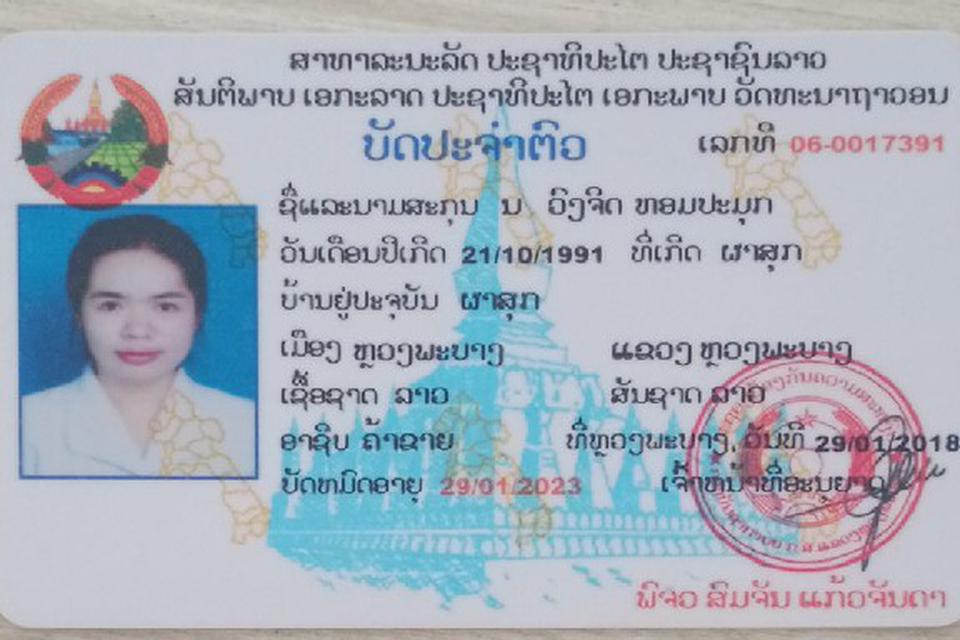 ສາທາລະນະລັດ ປະຊາທິປະໄຕ ປະຊາຊົນລາວ
ສັນຕິພາບ ເອກະລາດ ປະຊາທິປະໄຕ ເອກະພາບ ວັດທະນາຖາວອນ
ບັດປະຈຳຕົວ ເລກທີ 06-0017391
ຊື່ແລະນາມສະກຸນ ນ ວົງຈິດ ຫອມປະມຸກ
ວັນເດືອນປີເກີດ 21/10/1991 ທີ່ເກີດ ຜາສຸກ
ບ້ານຢູ່ປະຈຸບັນ ຜາສຸກ
ເມືອງ ຫຼວງພະບາງ ແຂວງ ຫຼວງພະບາງ
ເຊື້ອຊາດ ລາວ ສັນຊາດ ລາວ
ອາຊີບ ຄ້າຂາຍ ທີ່ຫຼວງພະບາງ, ວັນທີ 29/01/2018
ບັດຫມົດອາຍຸ 29/01/2023 ເຈົ້າຫນ້າທີ່ອະນຸຍາດ
ພິຈວ ສົມຈັນ ແກ້ວຈັນດາ